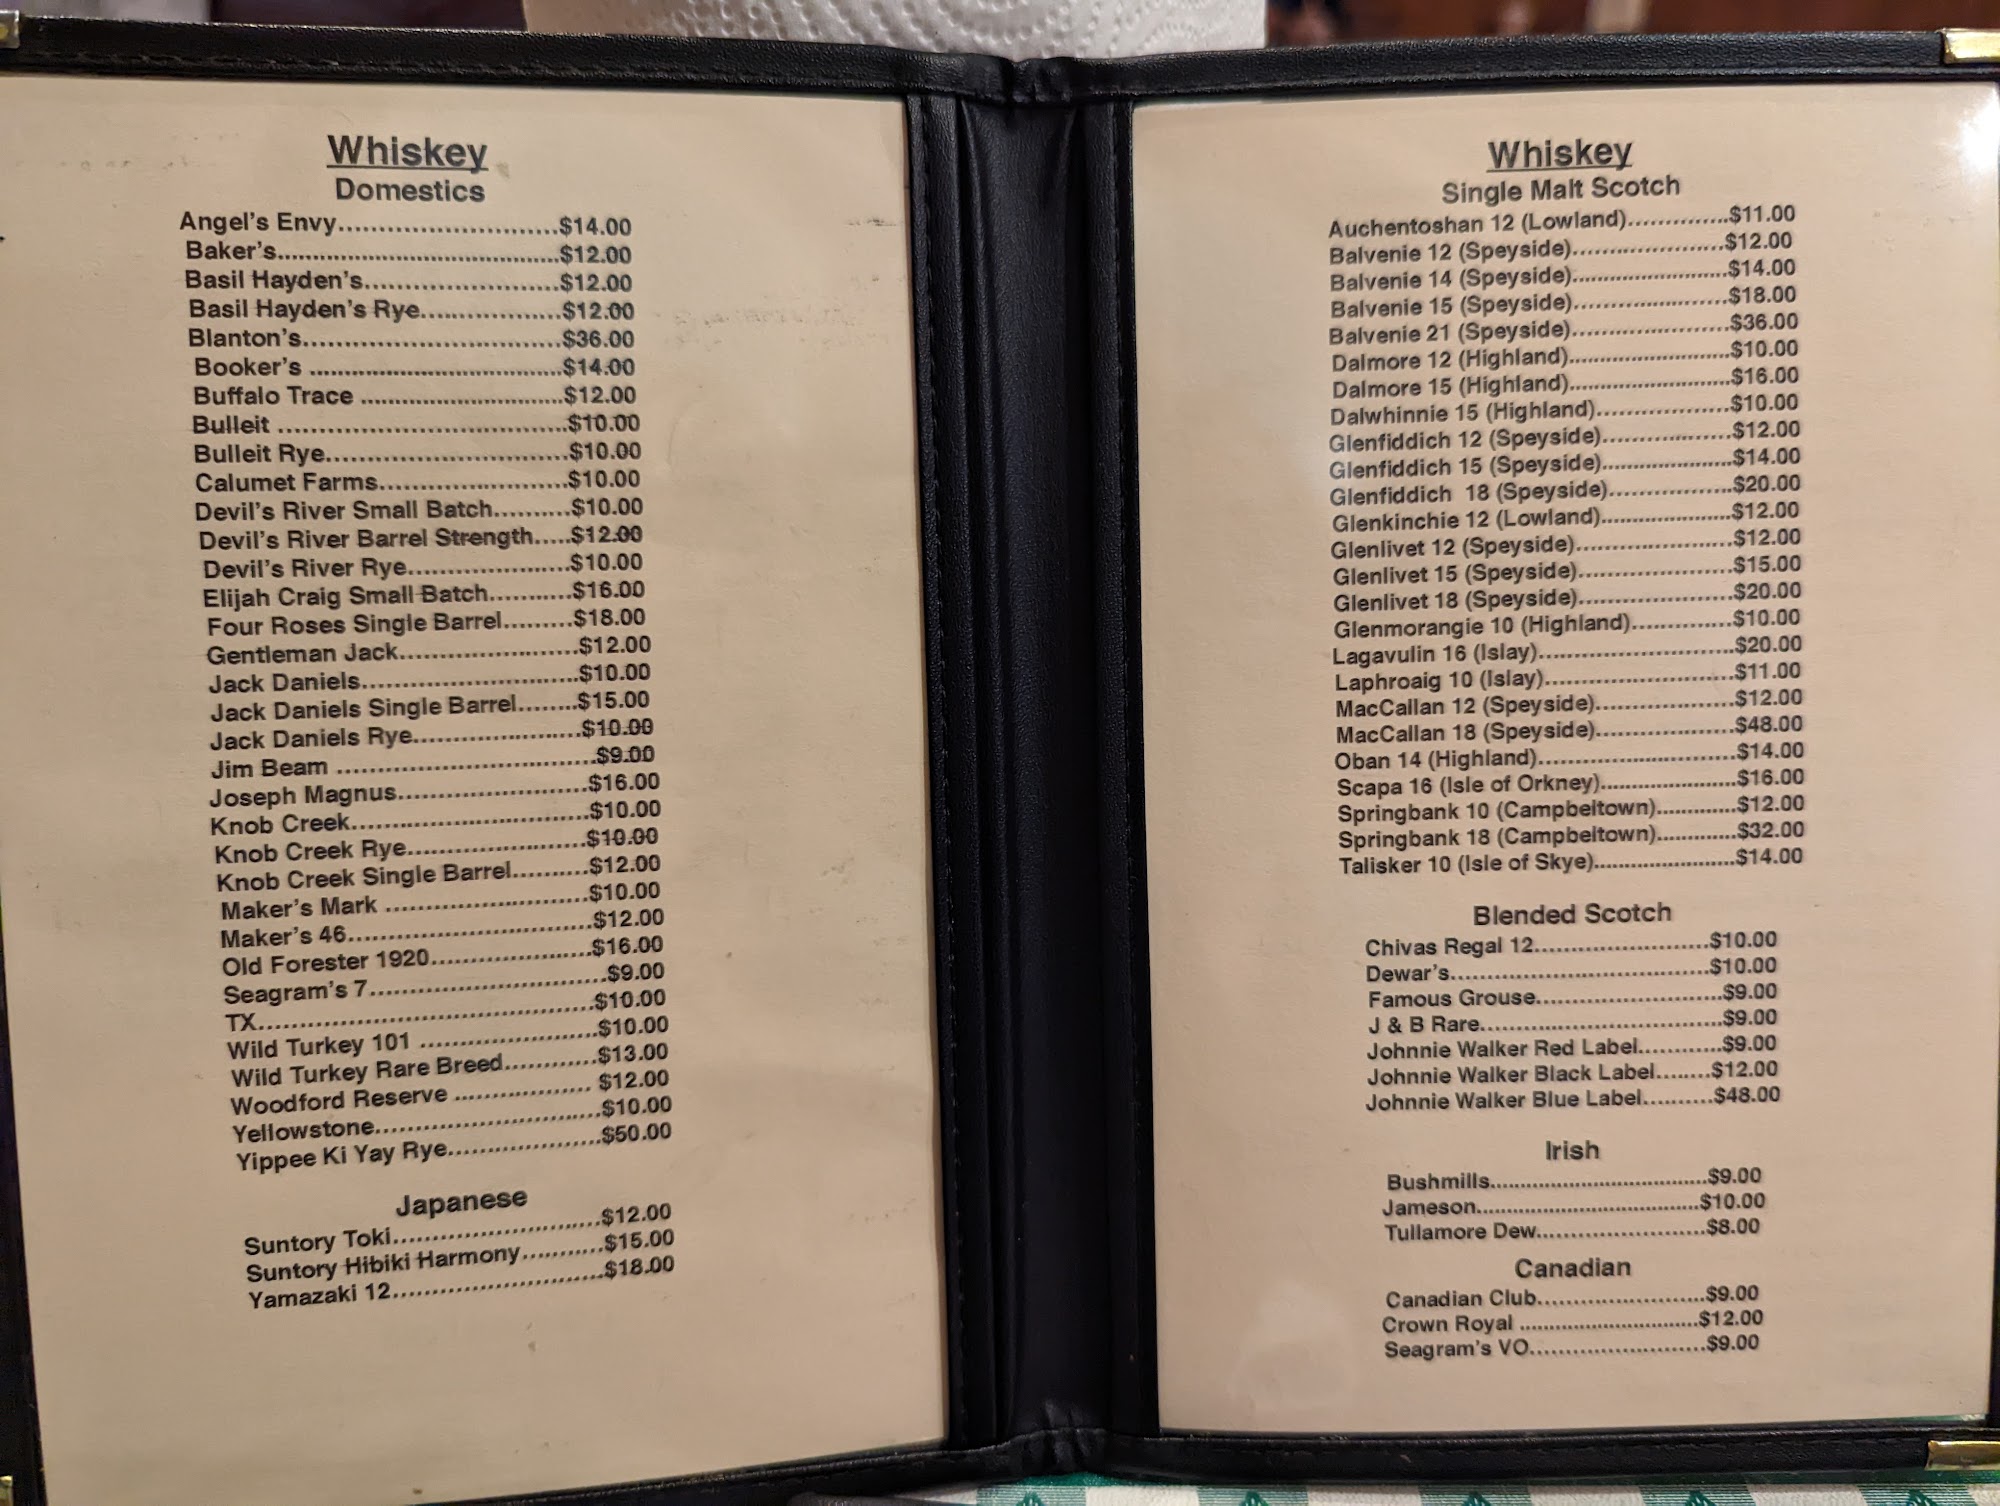 Whiskey
Domestics
Angel's Envy..........................$14.00
Baker's.......................................$12.00
Basil Hayden's........................$12.00
Basil Hayden's Rye.................$12.00
Blanton's...............................$36.00
Booker's ...............................$14.00
Buffalo Trace .........................$12.00
Bulleit ...................................$10.00
Bulleit Rye.............................$10.00
Calumet Farms.......................$10.00
Devil's River Small Batch..........$10.00
Devil's River Barrel Strength.....$12.00
Devil's River Rye....................$10.00
Elijah Craig Small Batch...........$16.00
Four Roses Single Barrel.........$18.00
Gentleman Jack......................$12.00
Jack Daniels..........................$10.00
Jack Daniels Single Barrel........$15.00
Jack Daniels Rye.....................$10.00
Jim Beam ...............................$9.00
Joseph Magnus.......................$16.00
Knob Creek.............................$10.00
Knob Creek Rye......................$10.00
Knob Creek Single Barrel..........$12.00
Maker's Mark .........................$10.00
Maker's 46..............................$12.00
Old Forester 1920....................$16.00
Seagram's 7.............................$9.00
TX.........................................$10.00
Wild Turkey 101 ......................$10.00
Wild Turkey Rare Breed............$13.00
Woodford Reserve ................. $12.00
Yellowstone............................$10.00
Yippee Ki Yay Rye...................$50.00
Japanese
Suntory Toki..........................$12.00
Suntory Hibiki Harmony..........$15.00
Yamazaki 12..........................$18.00
Whiskey
Single Malt Scotch
Auchentoshan 12 (Lowland)..............$11.00
Balvenie 12 (Speyside).....................$12.00
Balvenie 14 (Speyside).....................$14.00
Balvenie 15 (Speyside).....................$18.00
Balvenie 21 (Speyside).....................$36.00
Dalmore 12 (Highland)......................$10.00
Dalmore 15 (Highland)......................$16.00
Dalwhinnie 15 (Highland)..................$10.00
Glenfiddich 12 (Speyside).................$12.00
Glenfiddich 15 (Speyside).................$14.00
Glenfiddich  18 (Speyside)................$20.00
Glenkinchie 12 (Lowland)..................$12.00
Glenlivet 12 (Speyside).....................$12.00
Glenlivet 15 (Speyside).....................$15.00
Glenlivet 18 (Speyside).....................$20.00
Glenmorangie 10 (Highland)..............$10.00
Lagavulin 16 (Islay)...........................$20.00
Laphroaig 10 (Islay)..........................$11.00
MacCallan 12 (Speyside)...................$12.00
MacCallan 18 (Speyside)...................$48.00
Oban 14 (Highland)...........................$14.00
Scapa 16 (Isle of Orkney)..................$16.00
Springbank 10 (Campbeltown)...........$12.00
Springbank 18 (Campbeltown)...........$32.00
Talisker 10 (Isle of Skye)...................$14.00
Blended Scotch
Chivas Regal 12........................$10.00
Dewar's....................................$10.00
Famous Grouse..........................$9.00
J & B Rare.................................$9.00
Johnnie Walker Red Label............$9.00
Johnnie Walker Black Label........$12.00
Johnnie Walker Blue Label..........$48.00
Irish
Bushmills....................................$9.00
Jameson.....................................$10.00
Tullamore Dew............................$8.00
Canadian
Canadian Club...........................$9.00
Crown Royal .............................$12.00
Seagram's VO............................$9.00